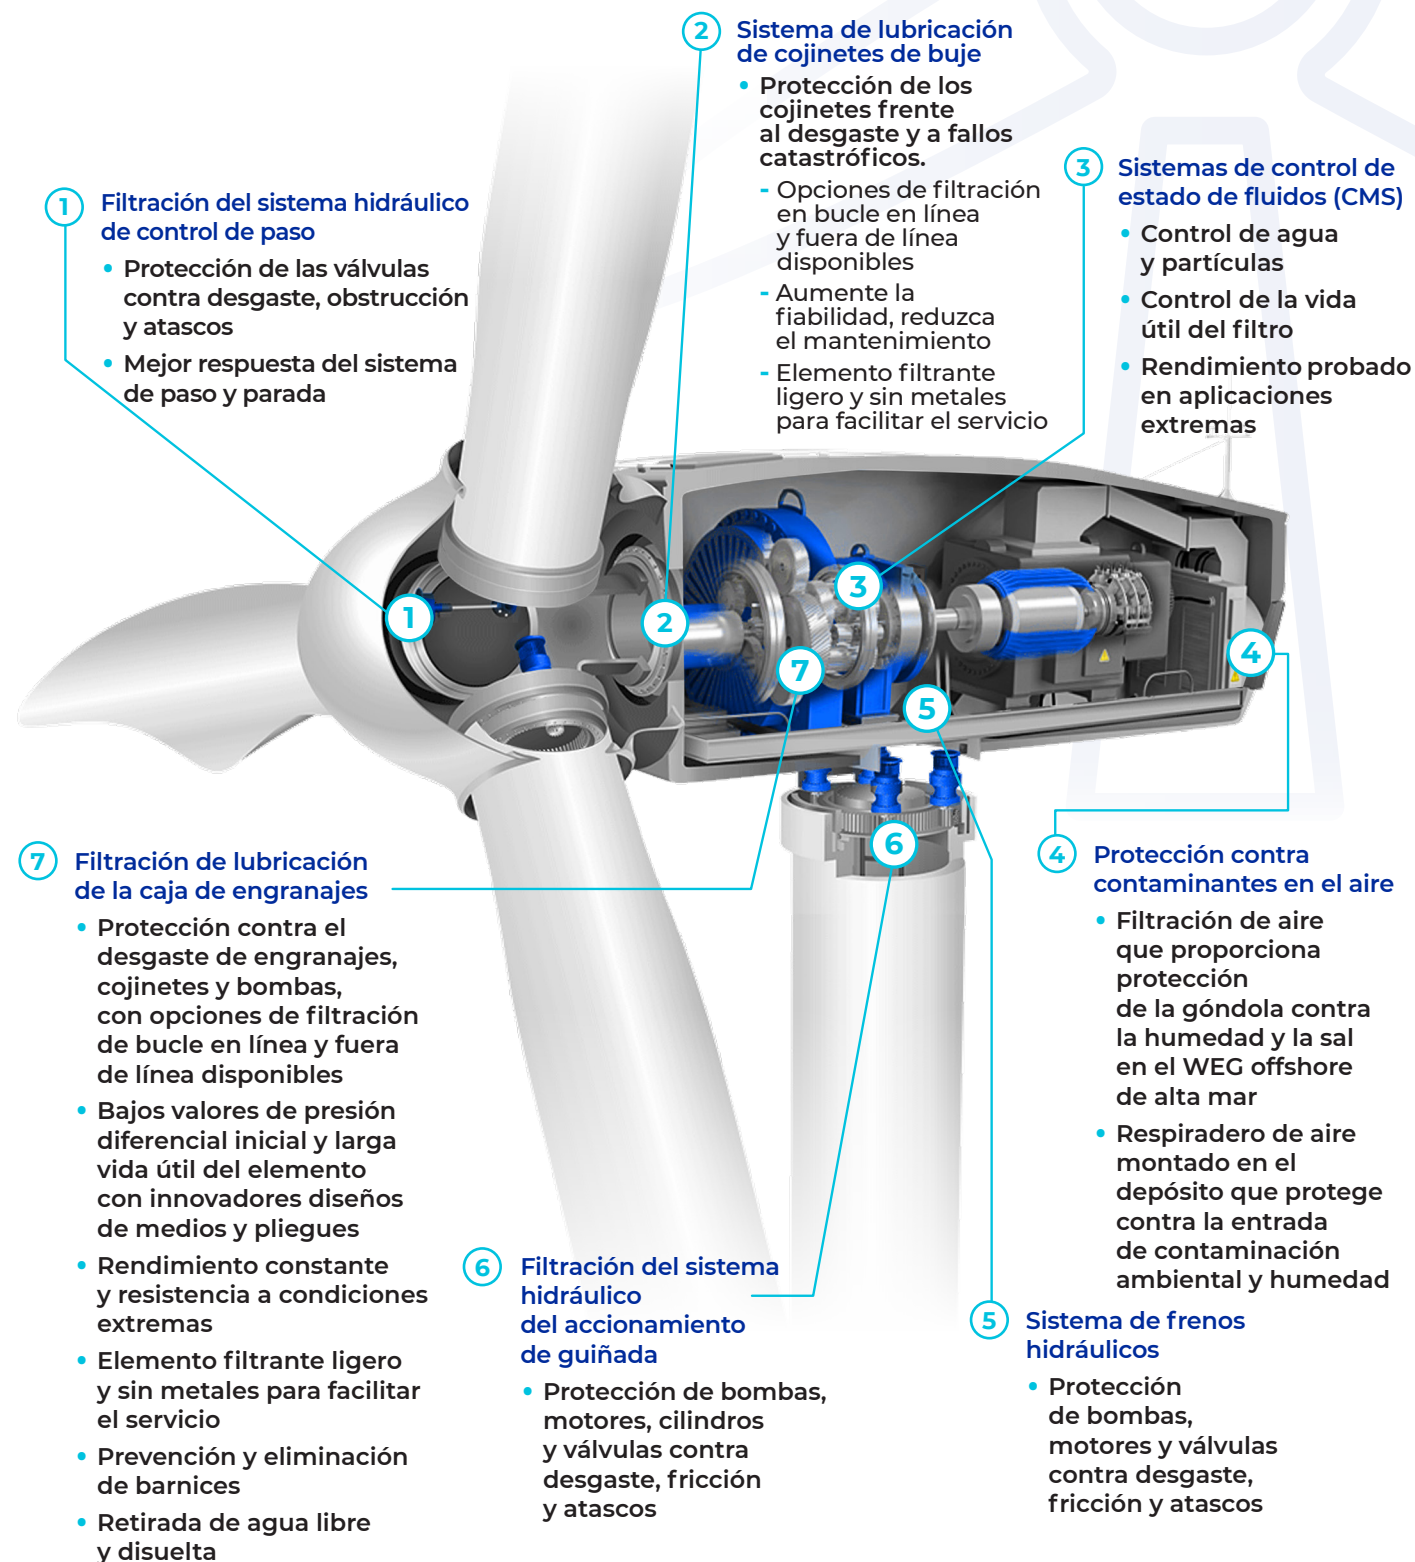 1
Filtración del sistema hidráulico
de control de paso
• Protección de las válvulas
contra desgaste, obstrucción
y atascos
• Mejor respuesta del sistema
de paso y parada
2
Sistema de lubricación
de cojinetes de buje
• Protección de los
cojinetes frente
al desgaste y a fallos
catastróficos.
- Opciones de filtración
en bucle en línea
y fuera de línea
disponibles
- Aumente la
fiabilidad, reduzca
el mantenimiento
- Elemento filtrante
ligero y sin metales
para facilitar el servicio
3
Sistemas de control de
estado de fluidos (CMS)
• Control de agua
y partículas
• Control de la vida
útil del filtro
• Rendimiento probado
en aplicaciones
extremas
1
2
3
7
5
4
6
7
Filtración de lubricación
de la caja de engranajes
• Protección contra el
desgaste de engranajes,
cojinetes y bombas,
con opciones de filtración
de bucle en línea y fuera
de línea disponibles
• Bajos valores de presión
diferencial inicial y larga
vida útil del elemento
con innovadores diseños
de medios y pliegues
• Rendimiento constante
y resistencia a condiciones
extremas
• Elemento filtrante ligero
y sin metales para facilitar
el servicio
• Prevención y eliminación
de barnices
• Retirada de agua libre
y disuelta
6
Filtración del sistema
hidráulico
del accionamiento
de guiñada
• Protección de bombas,
motores, cilindros
y válvulas contra
desgaste, fricción
y atascos
4
Protección contra
contaminantes en el aire
• Filtración de aire
que proporciona
protección
de la góndola contra
la humedad y la sal
en el WEG offshore
de alta mar
• Respiradero de aire
montado en el
depósito que protege
contra la entrada
de contaminación
ambiental y humedad
5
Sistema de frenos
hidráulicos
• Protección
de bombas,
motores y válvulas
contra desgaste,
fricción y atascos